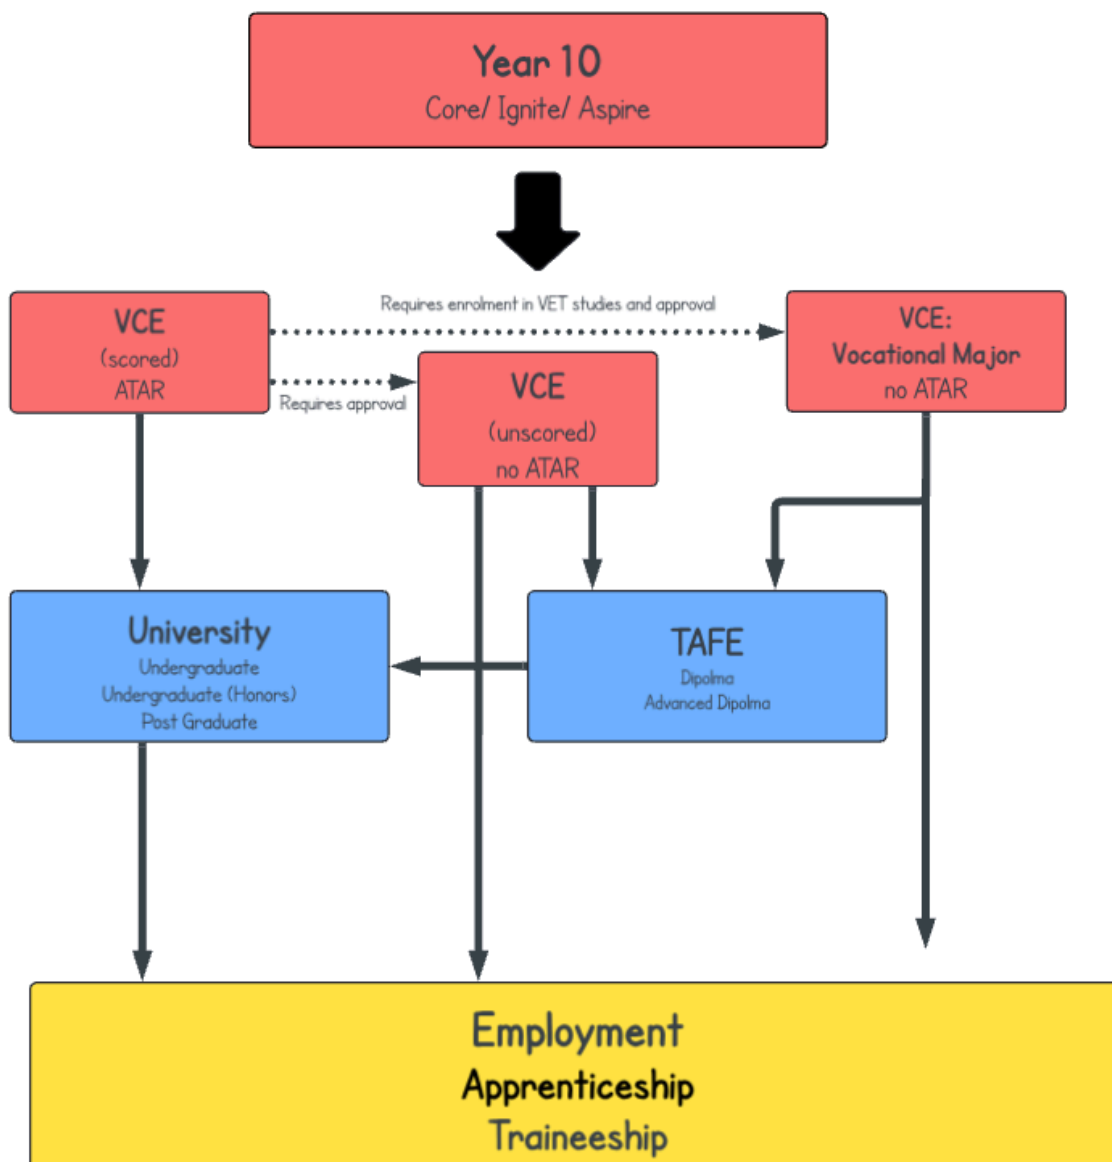 Year 10
Core/ Ignite/ Aspire
Requires enrolment in VET studies and approval
VCE
(scored)
ATAR
VCE:
Vocational Major
no ATAR
Requires approval
VCE
(unscored)
no ATAR
University
Undergraduate
Undergraduate (Honors)
Post Graduate
TAFE
Dipolma
Advanced Dipolma
Employment
Apprenticeship
Traineeship